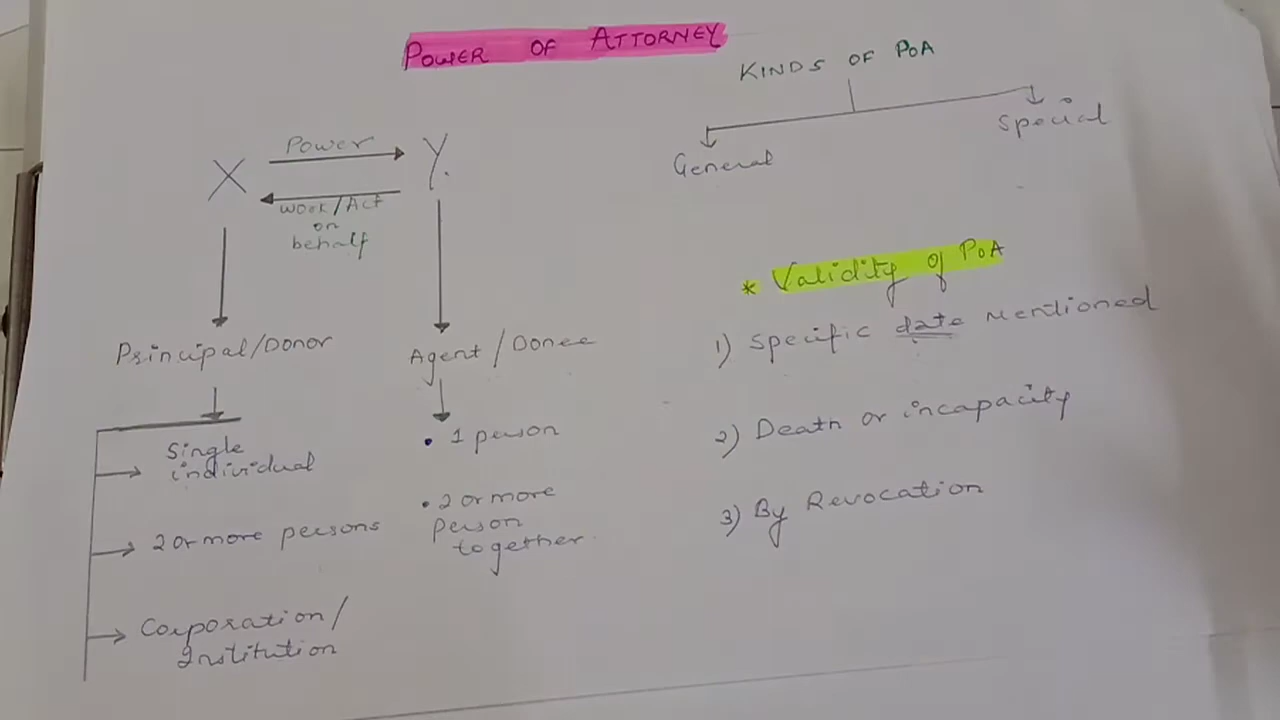 POWER OF ATTORNEY
KINDS OF POA
General
Special
X
Power
Y.
Work/Act
on
behalf
Principal/Donor
Agent/Donee
Single
individual
2 or more persons
Corporation/
Institution
• 1 person
• 2 or more
person
together
* Validity of POA
1) Specific date mentioned
2) Death or incapacity
3) By Revocation